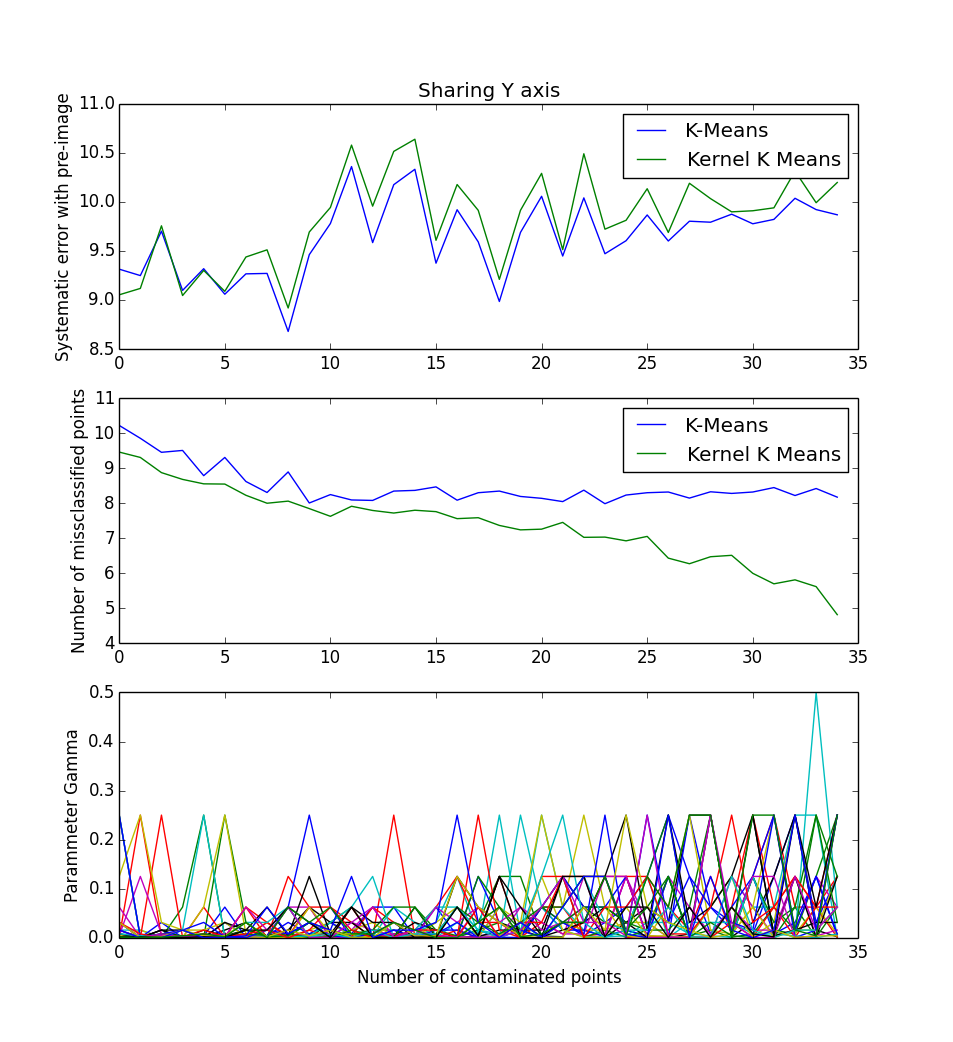 Sharing Y axis
Systematic error with pre-image
11.0
10.5
10.0
9.5
9.0
8.5
K-Means
Kernel K Means
0 5 10 15 20 25 30 35
Number of missclassified points
11
10
9
8
7
6
5
4
K-Means
Kernel K Means
0 5 10 15 20 25 30 35
Parammeter Gamma
0.5
0.4
0.3
0.2
0.1
0.0
0 5 10 15 20 25 30 35
Number of contaminated points